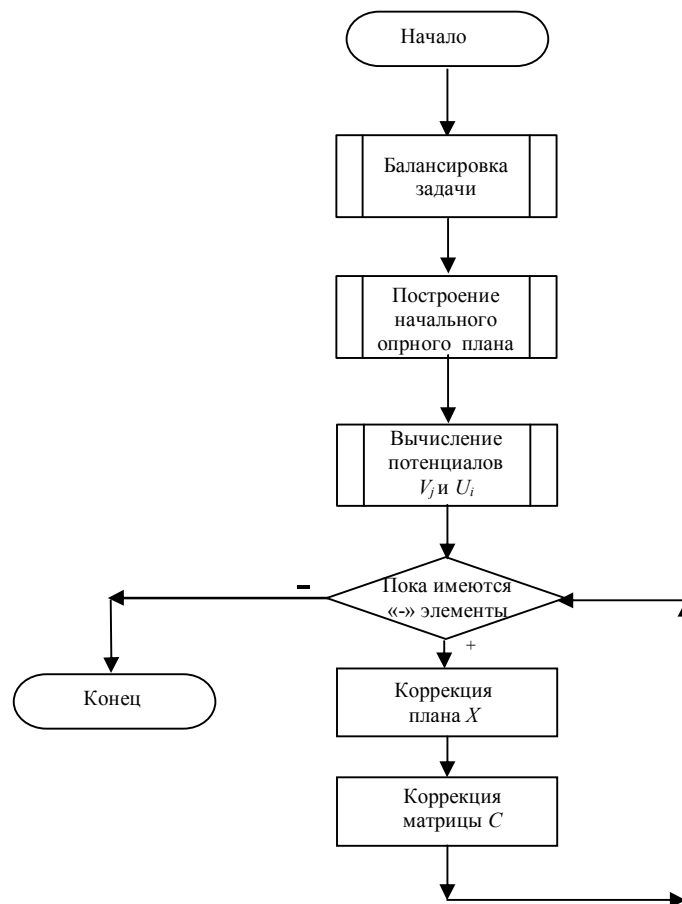 Начало
Балансировка
задачи
Построение
начального
опрного плана
Вычисление
потенциалов
Vj и Ui
Пока имеются
«-» элементы
–
+
Коррекция
плана X
Конец
Коррекция
матрицы C